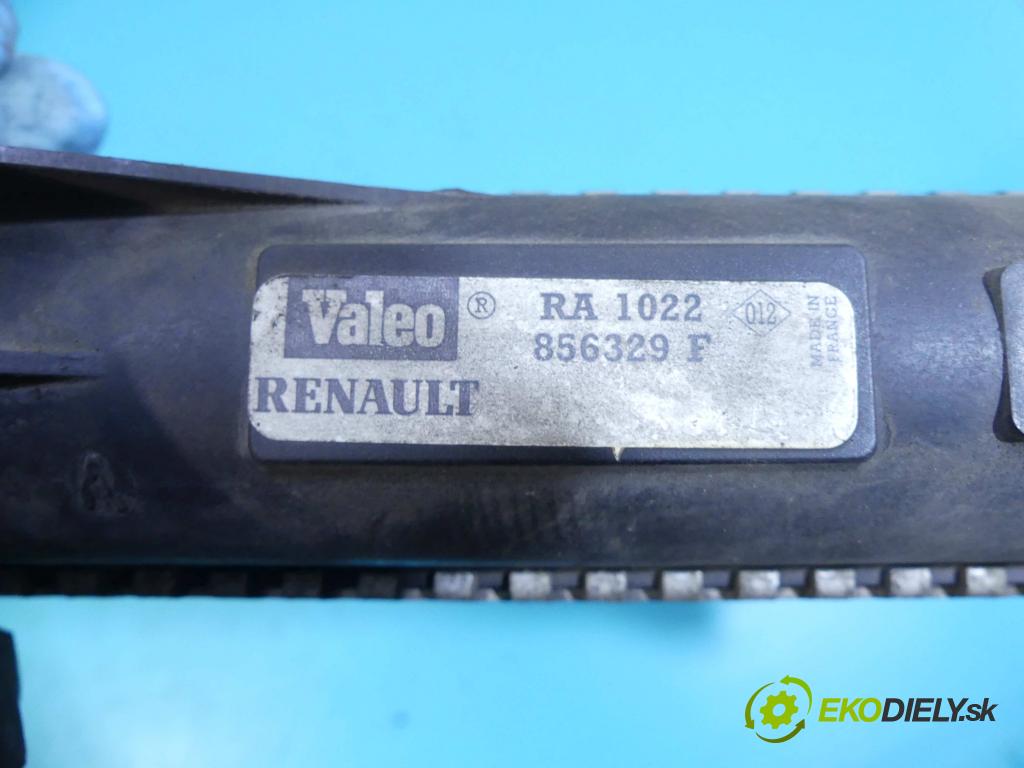 Valeo ® RA 1022 012
856329 F
RENAULT
MADE IN
FRANCE
EKODIELY.sk